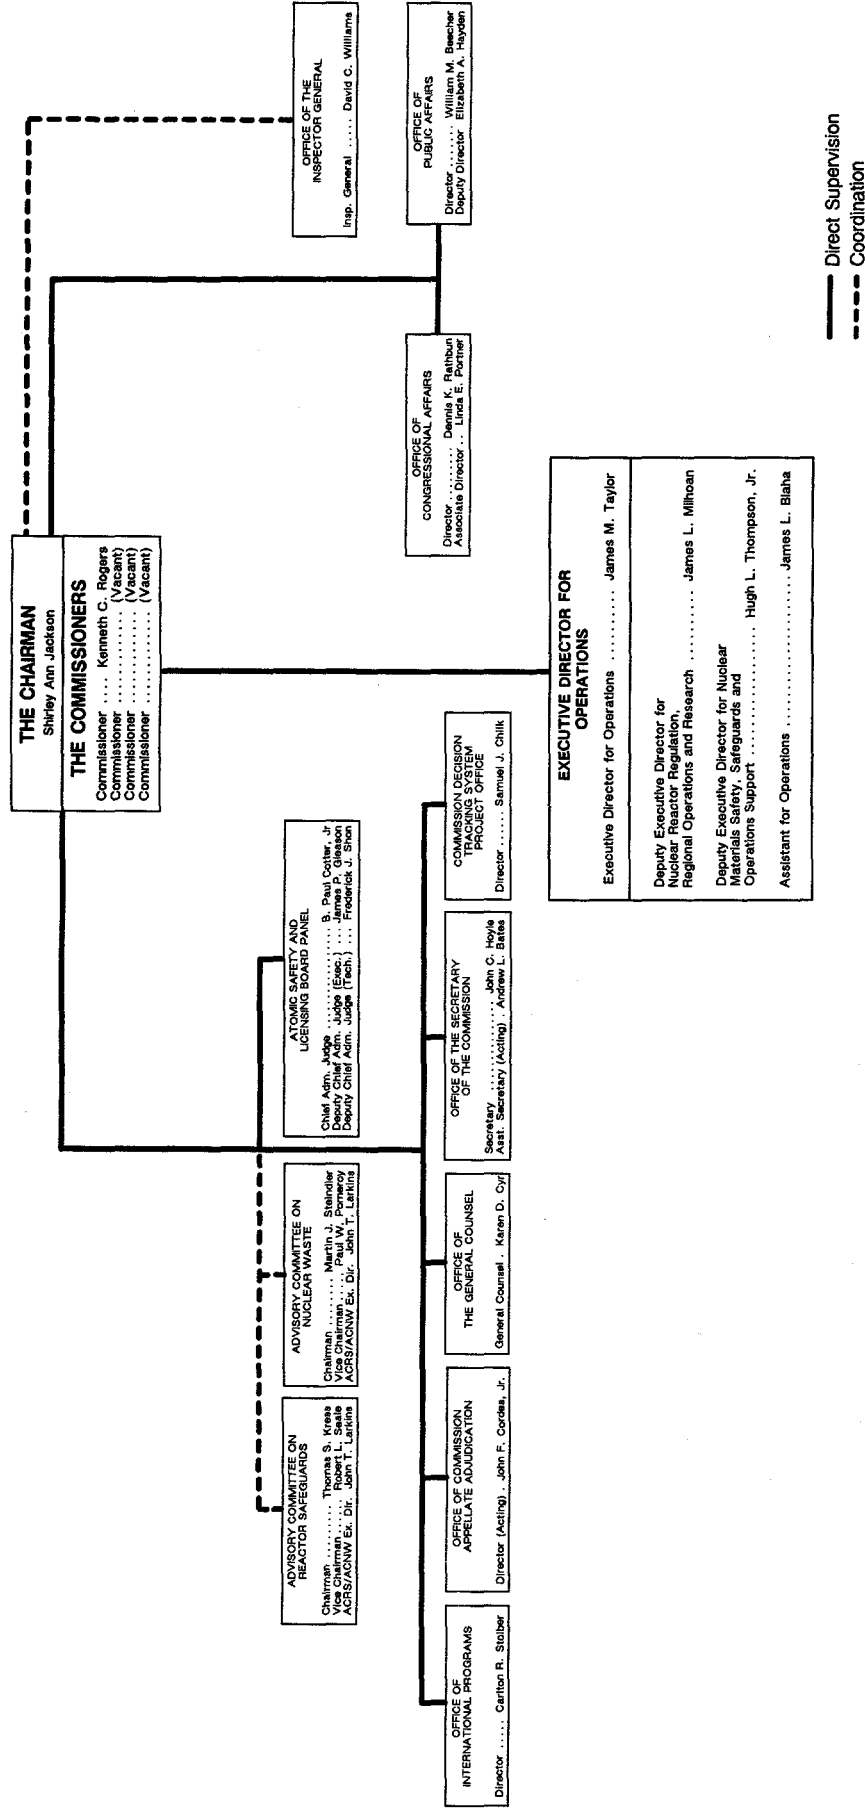 THE CHAIRMAN
Shirley Ann Jackson
THE COMMISSIONERS
Commissioner .... Kenneth C. Rogers
Commissioner ............ (Vacant)
Commissioner ............ (Vacant)
Commissioner ............ (Vacant)
OFFICE OF THE
INSPECTOR GENERAL
Insp. General ..... David C. Williams
ADVISORY COMMITTEE ON
REACTOR SAFEGUARDS
Chairman ......... Thomas S. Kress
Vice Chairman ..... Robert L. Seale
ACRS/ACNW Ex. Dir. John T. Larkins
ADVISORY COMMITTEE ON
NUCLEAR WASTE
Chairman ........ Martin J. Steindler
Vice Chairman ..... Paul W. Pomeroy
ACRS/ACNW Ex. Dir. John T. Larkins
ATOMIC SAFETY AND
LICENSING BOARD PANEL
Chief Adm. Judge .............. B. Paul Cotter, Jr
Deputy Chief Adm. Judge (Exec.) ... James P. Gleason
Deputy Chief Adm. Judge (Tech.) ... Frederick J. Shon
OFFICE OF
CONGRESSIONAL AFFAIRS
Director ......... Dennis K. Rathbun
Associate Director .. Linda E. Portner
OFFICE OF
PUBLIC AFFAIRS
Director ....... William M. Beecher
Deputy Director Elizabeth A. Hayden
OFFICE OF
INTERNATIONAL PROGRAMS
Director ..... Carlton R. Stoiber
OFFICE OF COMMISSION
APPELLATE ADJUDICATION
Director (Acting) . John F. Cordes, Jr.
OFFICE OF
THE GENERAL COUNSEL
General Counsel . Karen D. Cyr
OFFICE OF THE SECRETARY
OF THE COMMISSION
Secretary .............. John C. Hoyle
Asst. Secretary (Acting) . Andrew L. Bates
COMMISSION DECISION
TRACKING SYSTEM
PROJECT OFFICE
Director ...... Samuel J. Chilk
EXECUTIVE DIRECTOR FOR
OPERATIONS
Executive Director for Operations .......... James M. Taylor
Deputy Executive Director for
Nuclear Reactor Regulation,
Regional Operations and Research .......... James L. Milhoan
Deputy Executive Director for Nuclear
Materials Safety, Safeguards and
Operations Support .................. Hugh L. Thompson, Jr.
Assistant for Operations .................... James L. Blaha
Direct Supervision
Coordination